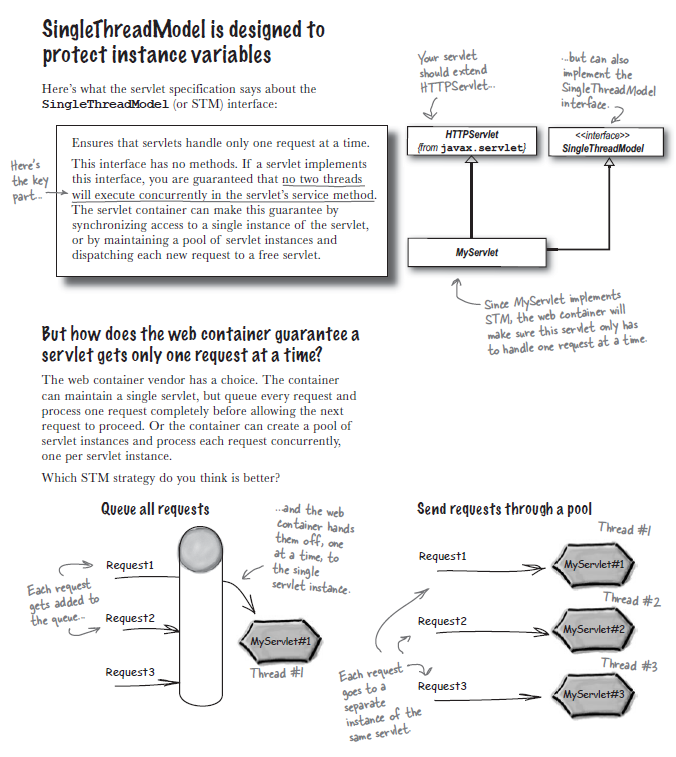 SingleThreadModel is designed to
protect instance variables
Here's what the servlet specification says about the
SingleThreadModel (or STM) interface:
Ensures that servlets handle only one request at a time.
This interface has no methods. If a servlet implements
this interface, you are guaranteed that no two threads
will execute concurrently in the servlet's service method.
The servlet container can make this guarantee by
synchronizing access to a single instance of the servlet,
or by maintaining a pool of servlet instances and
dispatching each new request to a free servlet.
Here's
the key
part...
Your servlet
should extend
HTTPServlet...
...but can also
implement the
SingleThreadModel
interface.
HTTPServlet
{from javax.servlet}
<<interface>>
SingleThreadModel
MyServlet
Since MyServlet implements
STM, the web container will
make sure this servlet only has
to handle one request at a time.
But how does the web container guarantee a
servlet gets only one request at a time?
The web container vendor has a choice. The container
can maintain a single servlet, but queue every request and
process one request completely before allowing the next
request to proceed. Or the container can create a pool of
servlet instances and process each request concurrently,
one per servlet instance.
Which STM strategy do you think is better?
Queue all requests
...and the web
container hands
them off, one
at a time, to
the single
servlet instance.
Request1
Each request
gets added to
the queue...
Request2
MyServlet#1
Thread #1
Request3
Send requests through a pool
Thread #1
Request1
MyServlet#1
Thread #2
Request2
MyServlet#2
Thread #3
Request3
MyServlet#3
Each request
goes to a
separate
instance of the
same servlet